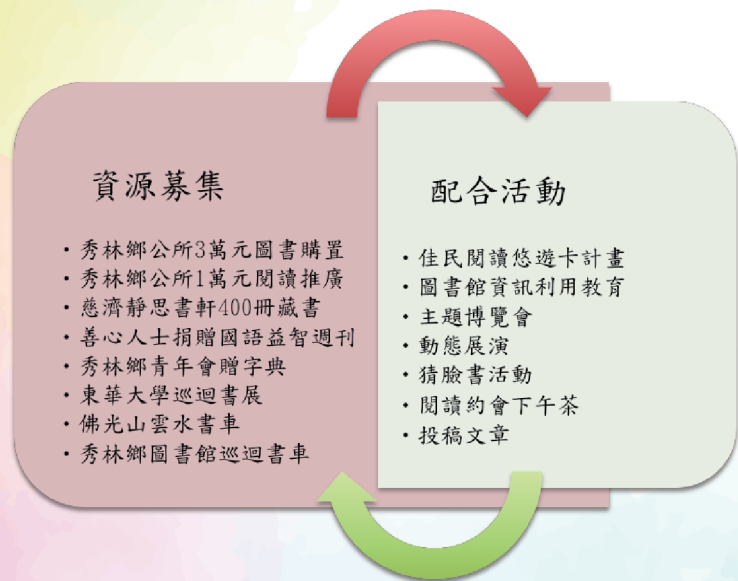 資源募集
・秀林鄉公所3萬元圖書購置
・秀林鄉公所1萬元閱讀推廣
・慈濟靜思書軒400冊藏書
・善心人士捐贈國語益智週刊
・秀林鄉青年會贈字典
・東華大學巡迴書展
・佛光山雲水書車
・秀林鄉圖書館巡迴書車
配合活動
・佳民閱讀悠遊卡計畫
・圖書館資訊利用教育
・主題博覽會
・動態展演
・猜臉書活動
・閱讀約會下午茶
・投稿文章